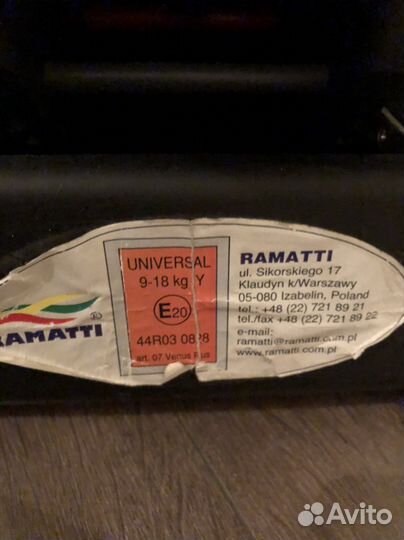 RAMATTI
®
UNIVERSAL
9-18 kg Y
E20
44R03 0828
art. 07 Venus Plus
RAMATTI
ul. Sikorskiego 17
Klaudyn k/Warszawy
05-080 Izabelin, Poland
tel.: +48 (22) 721 89 21
tel./fax +48 (22) 721 89 22
e-mail:
ramatti@ramatti.com.pl
www.ramatti.com.pl
Avito